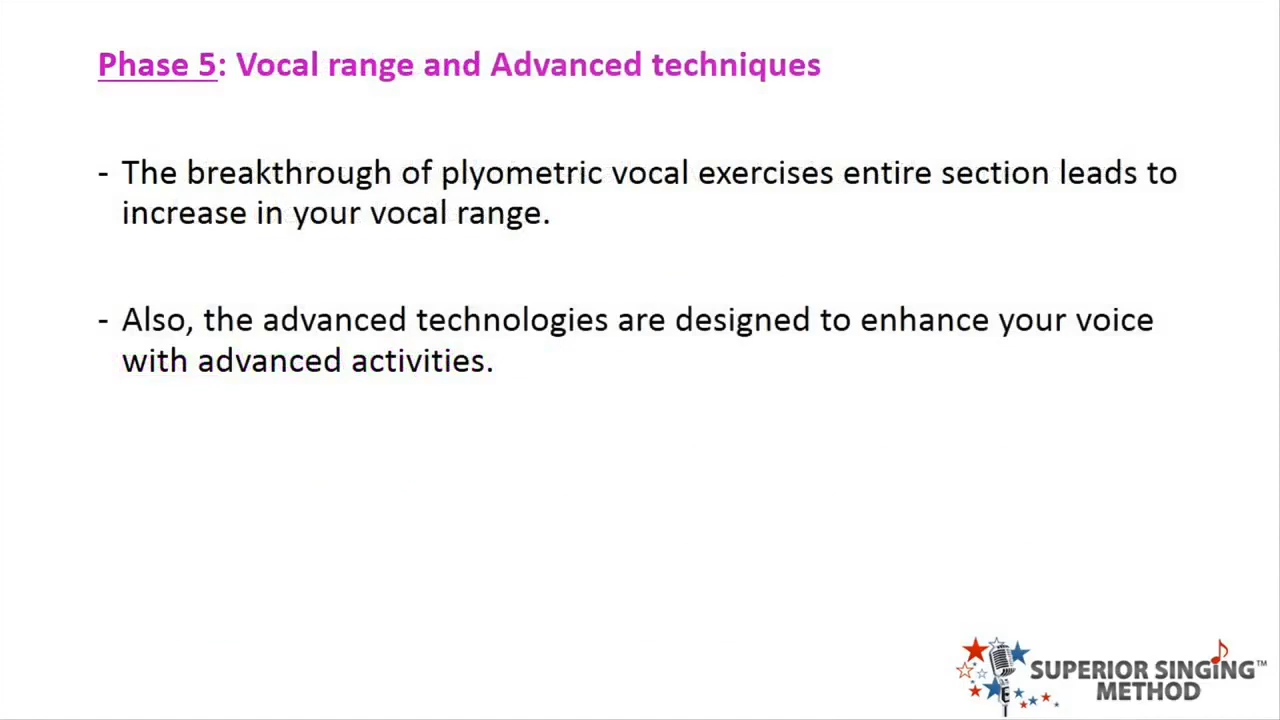 Phase 5: Vocal range and Advanced techniques
- The breakthrough of plyometric vocal exercises entire section leads to
increase in your vocal range.
- Also, the advanced technologies are designed to enhance your voice
with advanced activities.
SUPERIOR SINGING™
METHOD